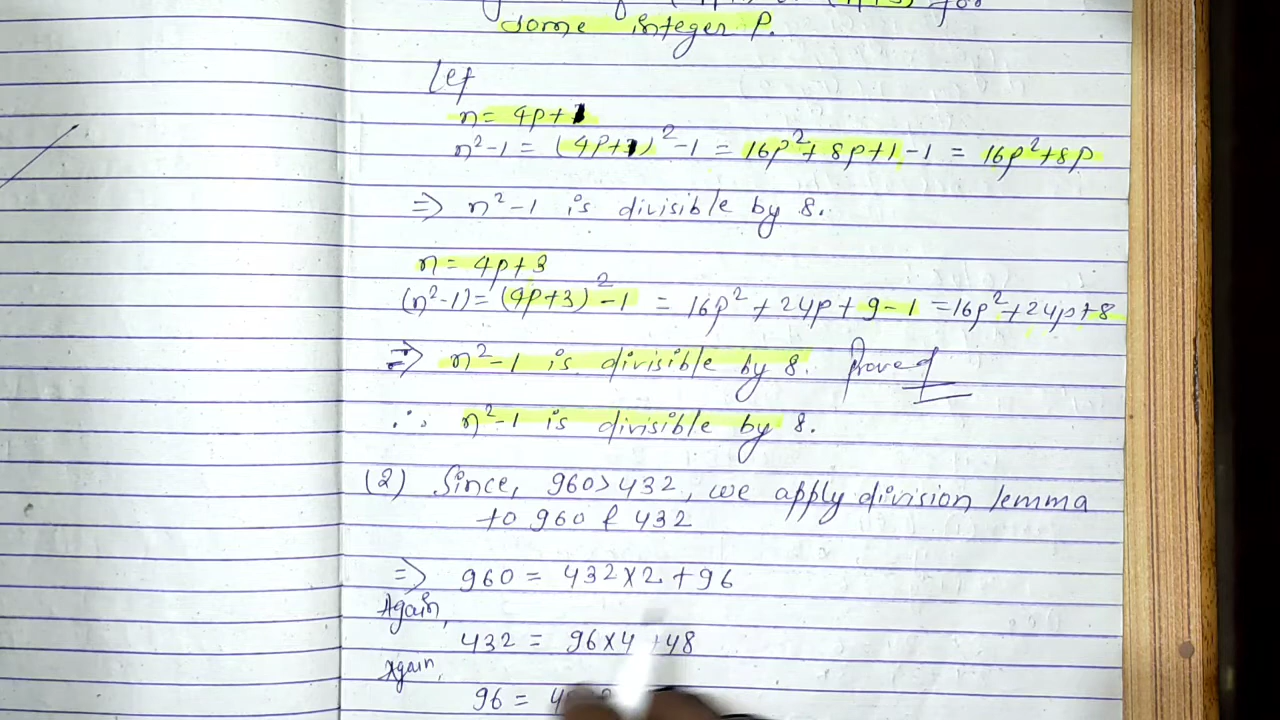 for
some integer P.
Let
n = 4p+1
n²-1 = (4p+1)²-1 = 16p²+8p+1-1 = 16p²+8p
⇒ n²-1 is divisible by 8.
n = 4p+3
(n²-1) = (4p+3)²-1 = 16p²+24p+9-1 = 16p²+24p+8
⇒ n²-1 is divisible by 8. Proved
∴ n²-1 is divisible by 8.
(2) Since, 960>432, we apply division lemma
to 960 & 432
⇒ 960 = 432×2+96
Again,
432 = 96×4+48
Again,
96 =